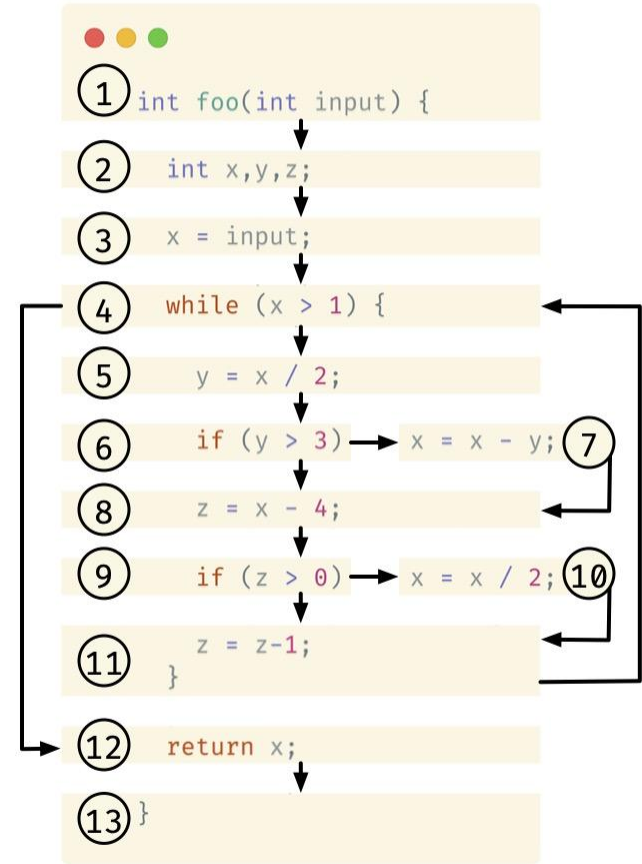 1 int foo(int input) {
2 int x,y,z;
3 x = input;
4 while (x > 1) {
5 y = x / 2;
6 if (y > 3) x = x - y; 7
8 z = x - 4;
9 if (z > 0) x = x / 2; 10
11 z = z-1;
}
12 return x;
13 }